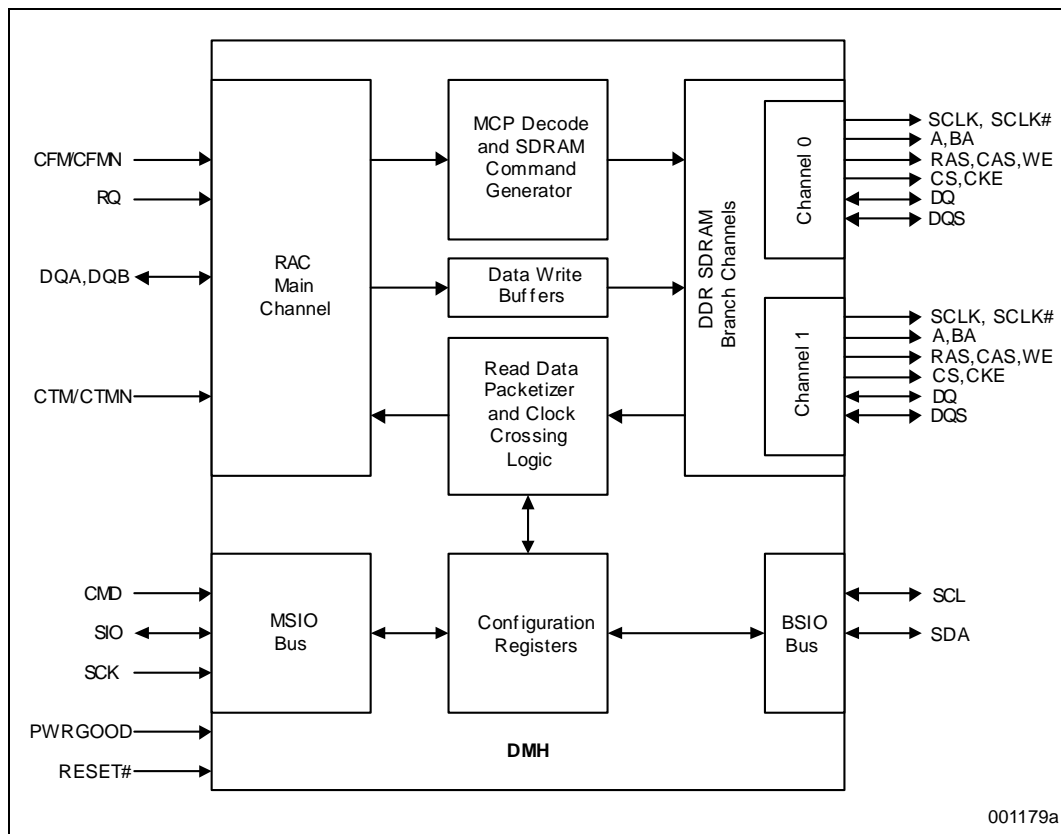 CFM/CFMN
RQ
DQA,DQB
CTM/CTMN
RAC
Main
Channel
MCP Decode
and SDRAM
Command
Generator
Data Write
Buffers
Read Data
Packetizer
and Clock
Crossing
Logic
DDR SDRAM
Branch Channels
Channel 0
SCLK, SCLK#
A,BA
RAS,CAS,WE
CS,CKE
DQ
DQS
Channel 1
SCLK, SCLK#
A,BA
RAS,CAS,WE
CS,CKE
DQ
DQS
CMD
SIO
SCK
MSIO
Bus
Configuration
Registers
BSIO
Bus
SCL
SDA
PWRGOOD
RESET#
DMH
001179a